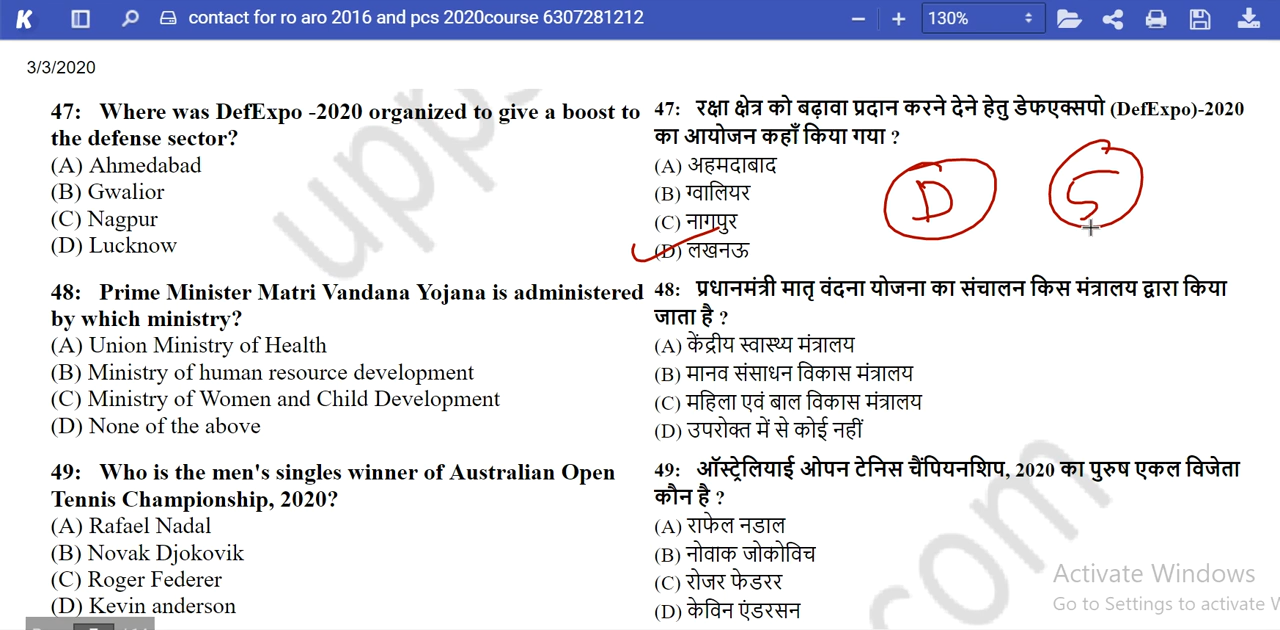 K contact for ro aro 2016 and pcs 2020course 6307281212 130%
3/3/2020
47: Where was DefExpo -2020 organized to give a boost to
the defense sector?
(A) Ahmedabad
(B) Gwalior
(C) Nagpur
(D) Lucknow
48: Prime Minister Matri Vandana Yojana is administered
by which ministry?
(A) Union Ministry of Health
(B) Ministry of human resource development
(C) Ministry of Women and Child Development
(D) None of the above
49: Who is the men's singles winner of Australian Open
Tennis Championship, 2020?
(A) Rafael Nadal
(B) Novak Djokovik
(C) Roger Federer
(D) Kevin anderson
47: रक्षा क्षेत्र को बढ़ावा प्रदान करने देने हेतु डेफएक्सपो (DefExpo)-2020
का आयोजन कहाँ किया गया ?
(A) अहमदाबाद
(B) ग्वालियर
(C) नागपुर
(D) लखनऊ
D
5
48: प्रधानमंत्री मातृ वंदना योजना का संचालन किस मंत्रालय द्वारा किया
जाता है ?
(A) केंद्रीय स्वास्थ्य मंत्रालय
(B) मानव संसाधन विकास मंत्रालय
(C) महिला एवं बाल विकास मंत्रालय
(D) उपरोक्त में से कोई नहीं
49: ऑस्ट्रेलियाई ओपन टेनिस चैंपियनशिप, 2020 का पुरुष एकल विजेता
कौन है ?
(A) राफेल नडाल
(B) नोवाक जोकोविच
(C) रोजर फेडरर
(D) केविन एंडरसन
com
Activate Windows
Go to Settings to activate